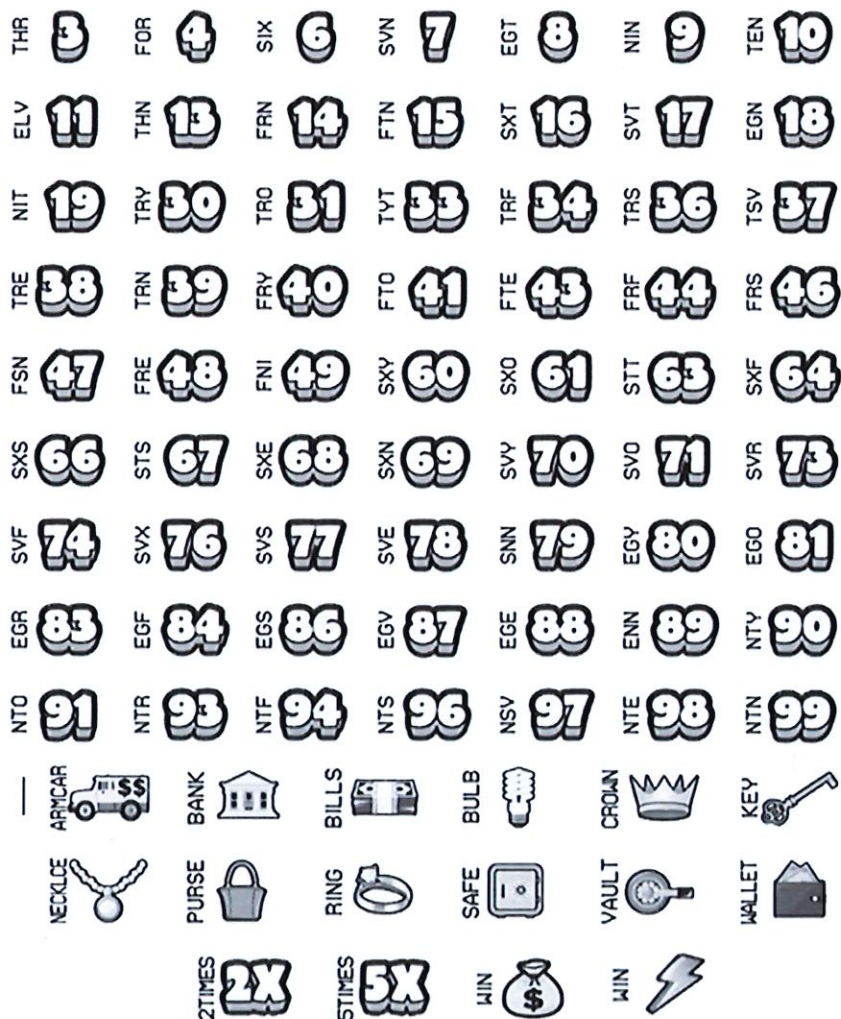 THR 3 FOR 4 SIX 6 SVN 7 EGT 8 NIN 9 TEN 10
ELV 11 THN 13 FRN 14 FTN 15 SXT 16 SVT 17 EGN 18
NIT 19 TRY 30 TRO 31 TYT 33 TRF 34 TRS 36 TSV 37
TRE 38 TRN 39 FRY 40 FTO 41 FTE 43 FRF 44 FRS 46
FSN 47 FRE 48 FNI 49 SXY 60 SXO 61 STT 63 SXF 64
SXS 66 STS 67 SXE 68 SXN 69 SVY 70 SVO 71 SVR 73
SVF 74 SVX 76 SVS 77 SVE 78 SNN 79 EGY 80 EGO 81
EGR 83 EGF 84 EGS 86 EGV 87 EGE 88 ENN 89 NTY 90
NTO 91 NTR 93 NTF 94 NTS 96 NSV 97 NTE 98 NTN 99
ARMCAR $$ BANK BILLS BULB CROWN KEY
NECKLCE PURSE RING SAFE VAULT WALLET
2TIMES 2X 5TIMES 5X WIN $ WIN